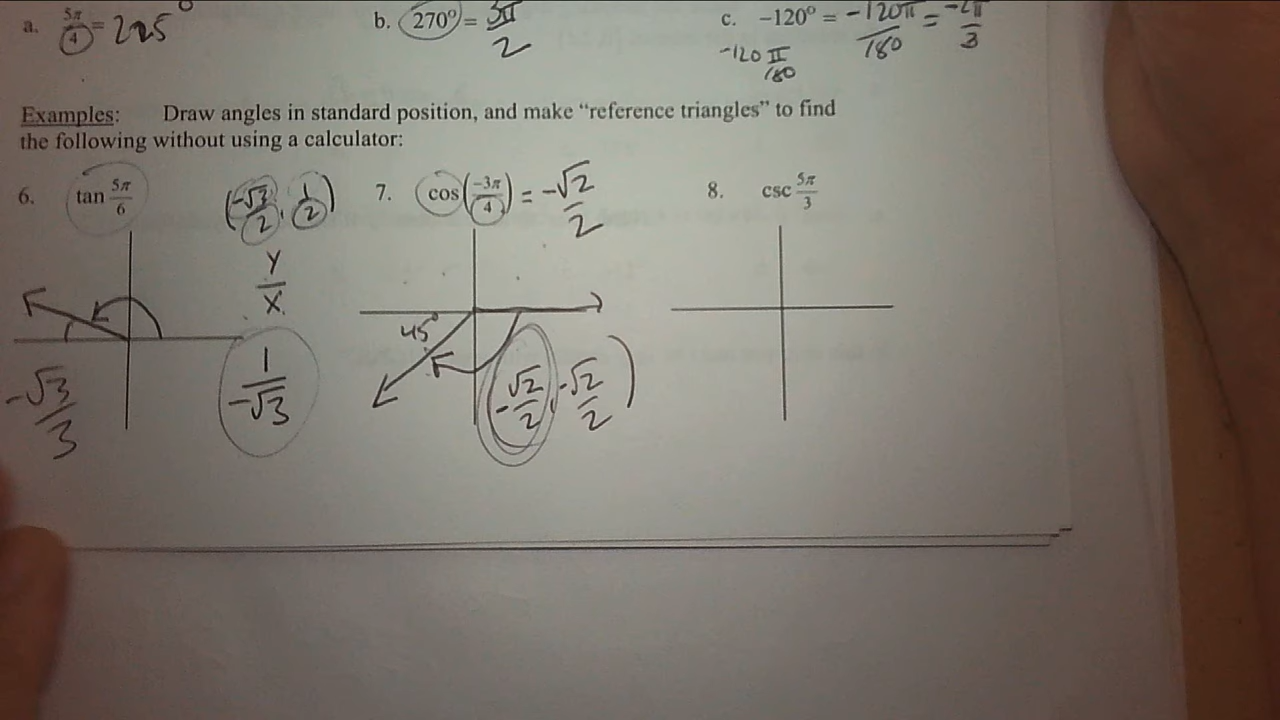 a. 5π/4 = 225° b. 270° = 3π/2 c. −120° = −120π/180 = −2π/3
−120 π/180
Examples: Draw angles in standard position, and make “reference triangles” to find
the following without using a calculator:
6. tan 5π/6 (−√3/2, 1/2) 7. cos(−3π/4) = −√2/2 8. csc 5π/3
Y/X
45°
−√3/3 1/−√3 (−√2/2, −√2/2)